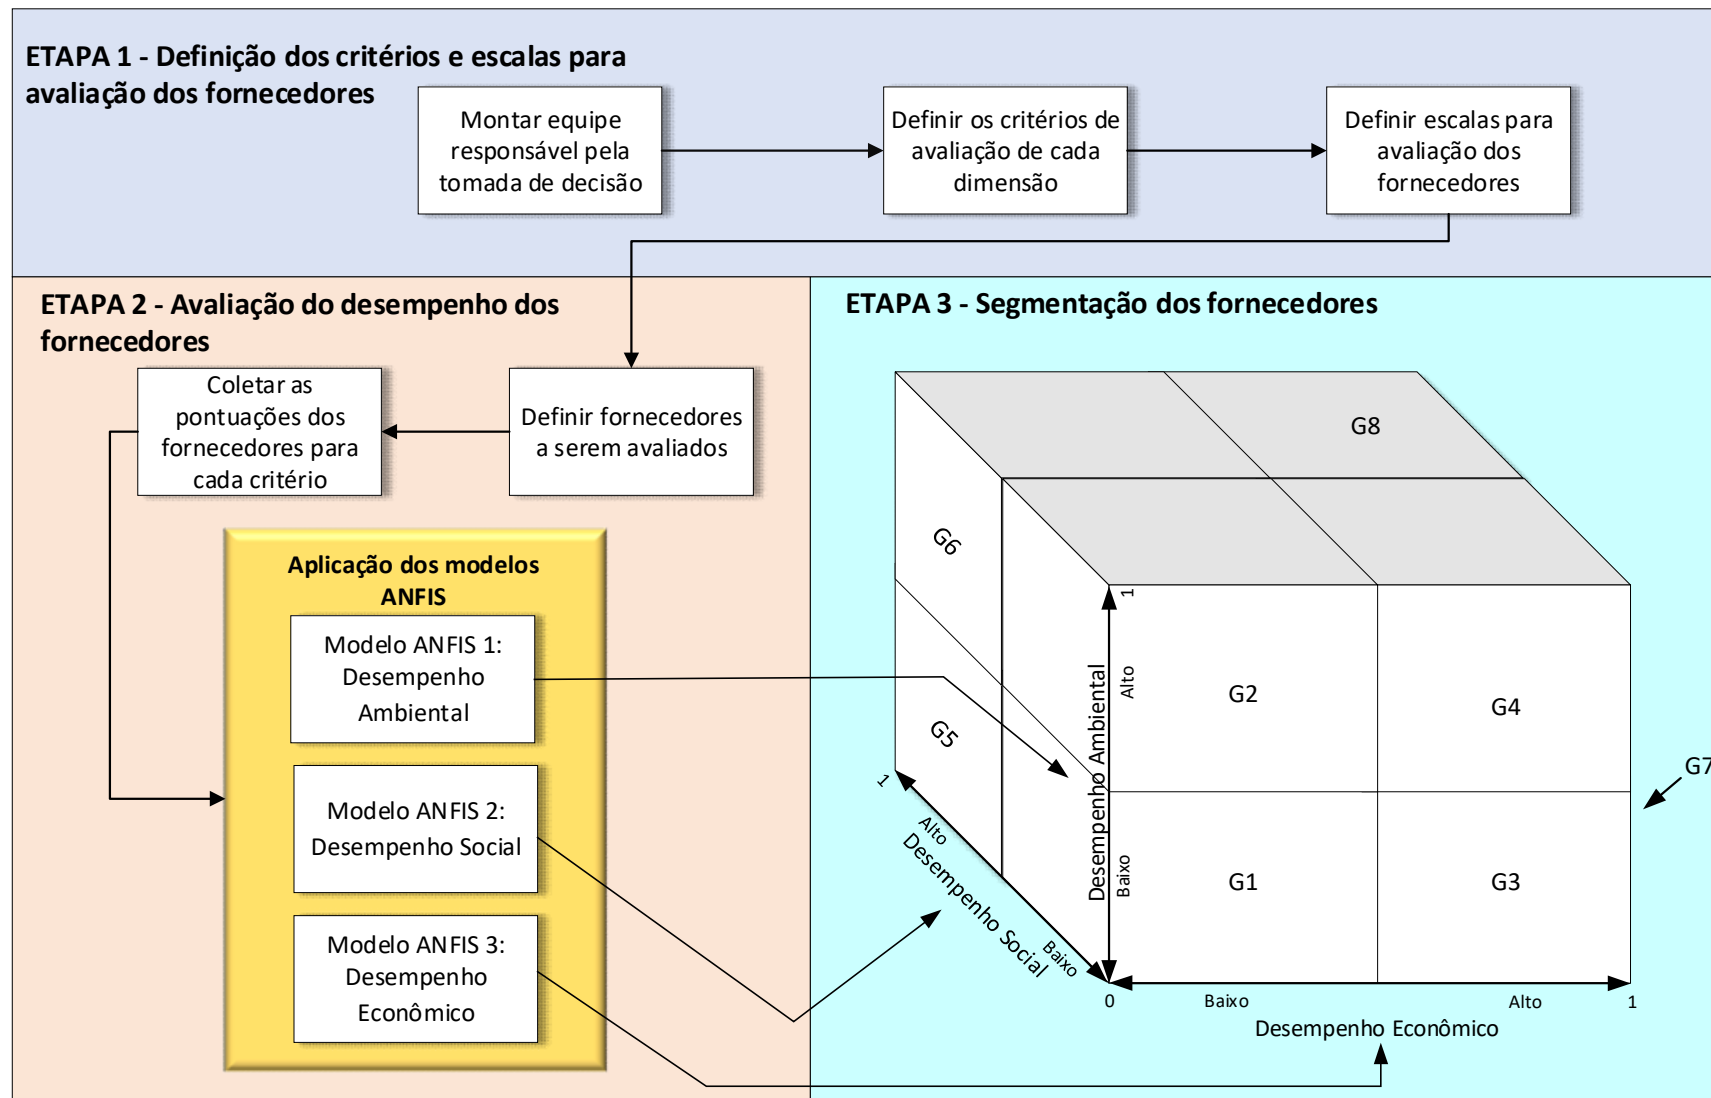 ETAPA 1 - Definição dos critérios e escalas para
avaliação dos fornecedores
Montar equipe
responsável pela
tomada de decisão
Definir os critérios de
avaliação de cada
dimensão
Definir escalas para
avaliação dos
fornecedores
ETAPA 2 - Avaliação do desempenho dos
fornecedores
Coletar as
pontuações dos
fornecedores para
cada critério
Definir fornecedores
a serem avaliados
Aplicação dos modelos
ANFIS
Modelo ANFIS 1:
Desempenho
Ambiental
Modelo ANFIS 2:
Desempenho Social
Modelo ANFIS 3:
Desempenho
Econômico
ETAPA 3 - Segmentação dos fornecedores
G8
G6
G5
G2
G4
G1
G3
G7
1
Alto
Desempenho Ambiental
Baixo
1
Alto
Desempenho Social
Baixo
0
Baixo
Alto
1
Desempenho Econômico